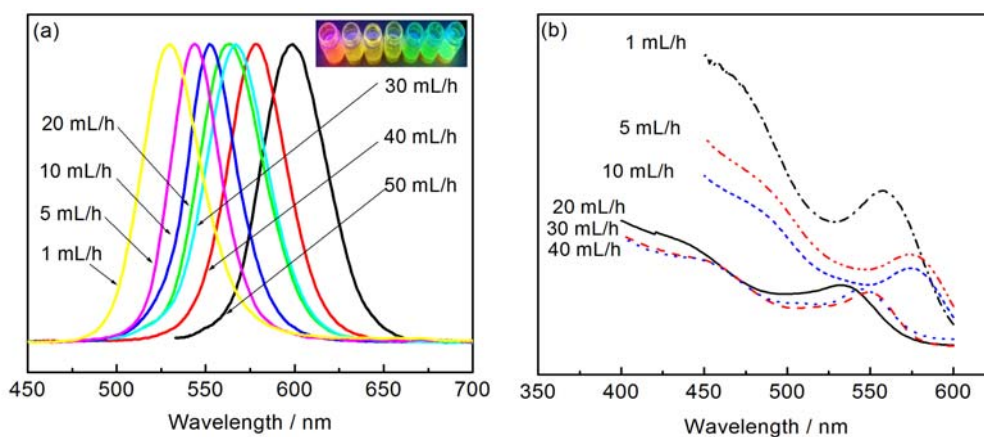 (a)
30 mL/h
20 mL/h
40 mL/h
10 mL/h
50 mL/h
5 mL/h
1 mL/h
450 500 550 600 650 700
Wavelength / nm
(b)
1 mL/h
5 mL/h
10 mL/h
20 mL/h
30 mL/h
40 mL/h
350 400 450 500 550 600
Wavelength / nm